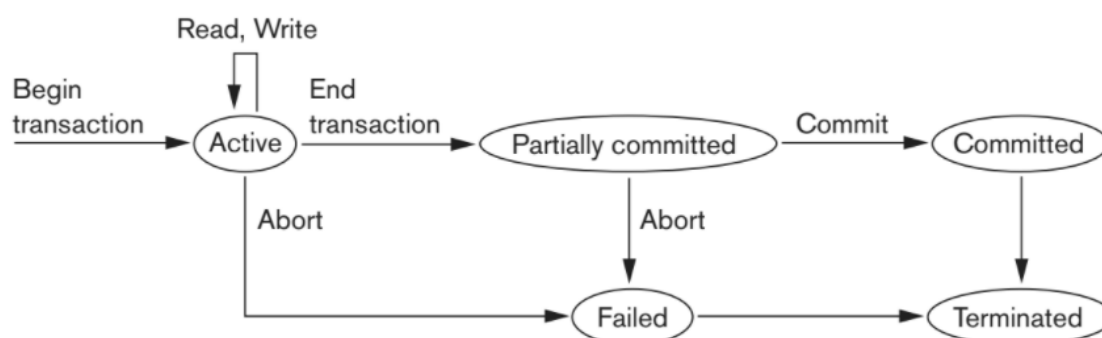 Read, Write
Begin
transaction
End
transaction
Active
Partially committed
Commit
Committed
Abort
Abort
Failed
Terminated